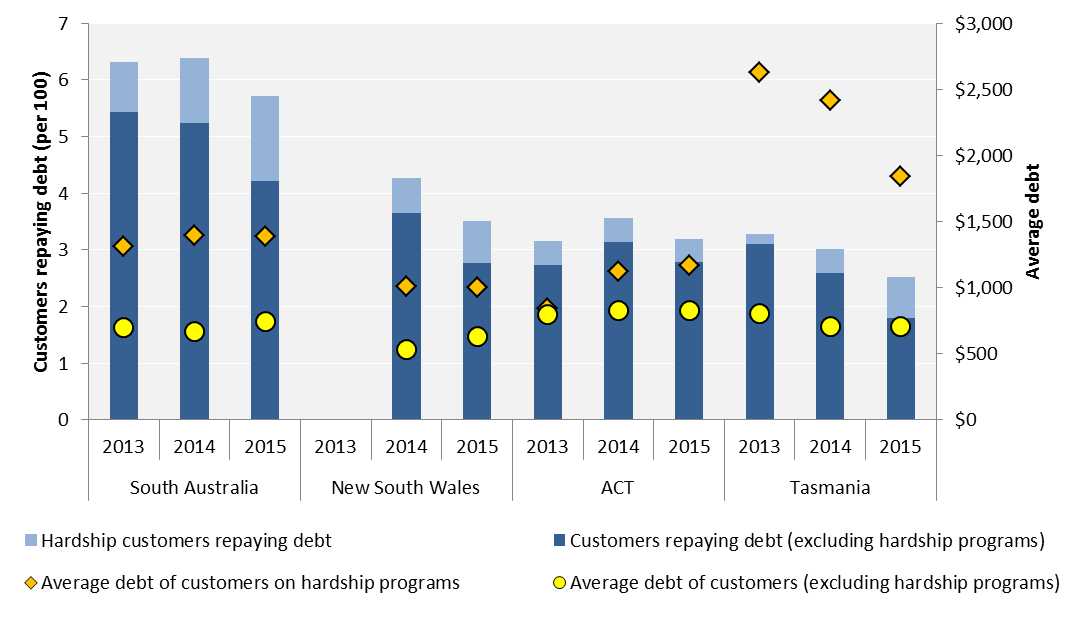 7
6
5
4
3
2
1
0
Customers repaying debt (per 100)
$3,000
$2,500
$2,000
$1,500
$1,000
$500
$0
Average debt
2013 2014 2015 2013 2014 2015 2013 2014 2015 2013 2014 2015
South Australia New South Wales ACT Tasmania
Hardship customers repaying debt Customers repaying debt (excluding hardship programs)
Average debt of customers on hardship programs Average debt of customers (excluding hardship programs)